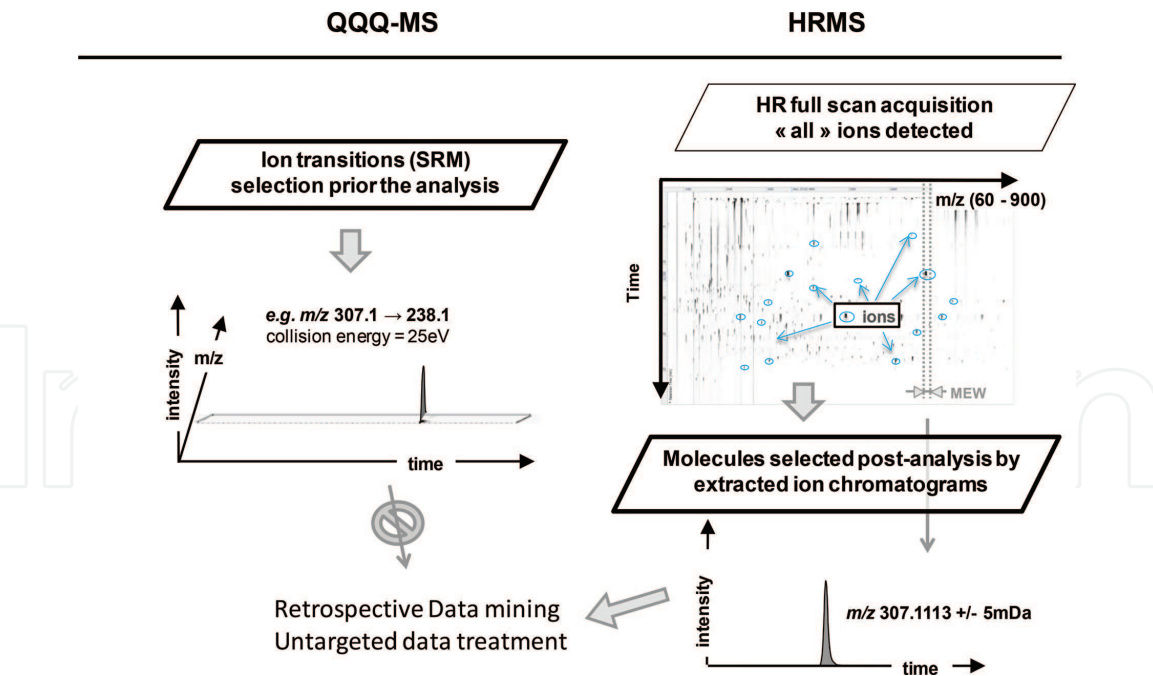 QQQ-MS
HRMS
Ion transitions (SRM)
selection prior the analysis
e.g. m/z 307.1 → 238.1
collision energy = 25eV
intensity
m/z
time
HR full scan acquisition
« all » ions detected
m/z (60 - 900)
Time
ions
MEW
Molecules selected post-analysis by
extracted ion chromatograms
intensity
m/z 307.1113 +/- 5mDa
time
Retrospective Data mining
Untargeted data treatment